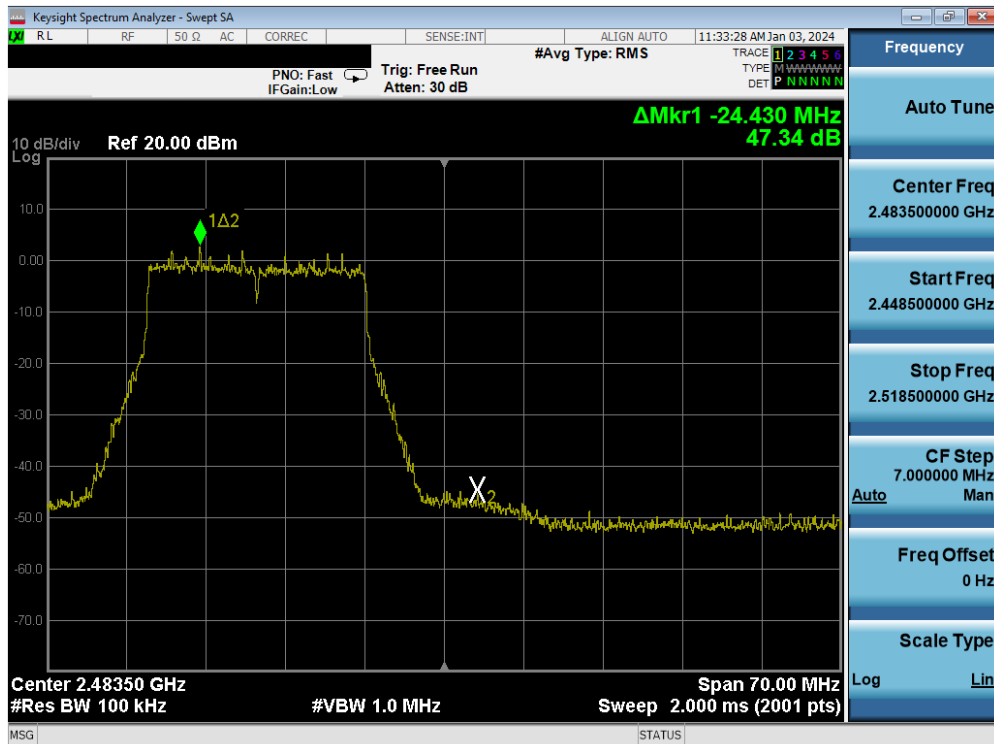 Keysight Spectrum Analyzer - Swept SA
LXI RL RF 50 Ω AC CORREC SENSE:INT ALIGN AUTO 11:33:28 AM Jan 03, 2024
PNO: Fast
IFGain:Low
Trig: Free Run
Atten: 30 dB
#Avg Type: RMS
TRACE 1 2 3 4 5 6
TYPE M W W W W W
DET P N N N N N
ΔMkr1 -24.430 MHz
47.34 dB
10 dB/div
Log
Ref 20.00 dBm
10.0
0.00
-10.0
-20.0
-30.0
-40.0
-50.0
-60.0
-70.0
1Δ2
X2
Center 2.48350 GHz
#Res BW 100 kHz
#VBW 1.0 MHz
Span 70.00 MHz
Sweep 2.000 ms (2001 pts)
MSG
STATUS
Frequency
Auto Tune
Center Freq
2.483500000 GHz
Start Freq
2.448500000 GHz
Stop Freq
2.518500000 GHz
CF Step
7.000000 MHz
Auto Man
Freq Offset
0 Hz
Scale Type
Log Lin